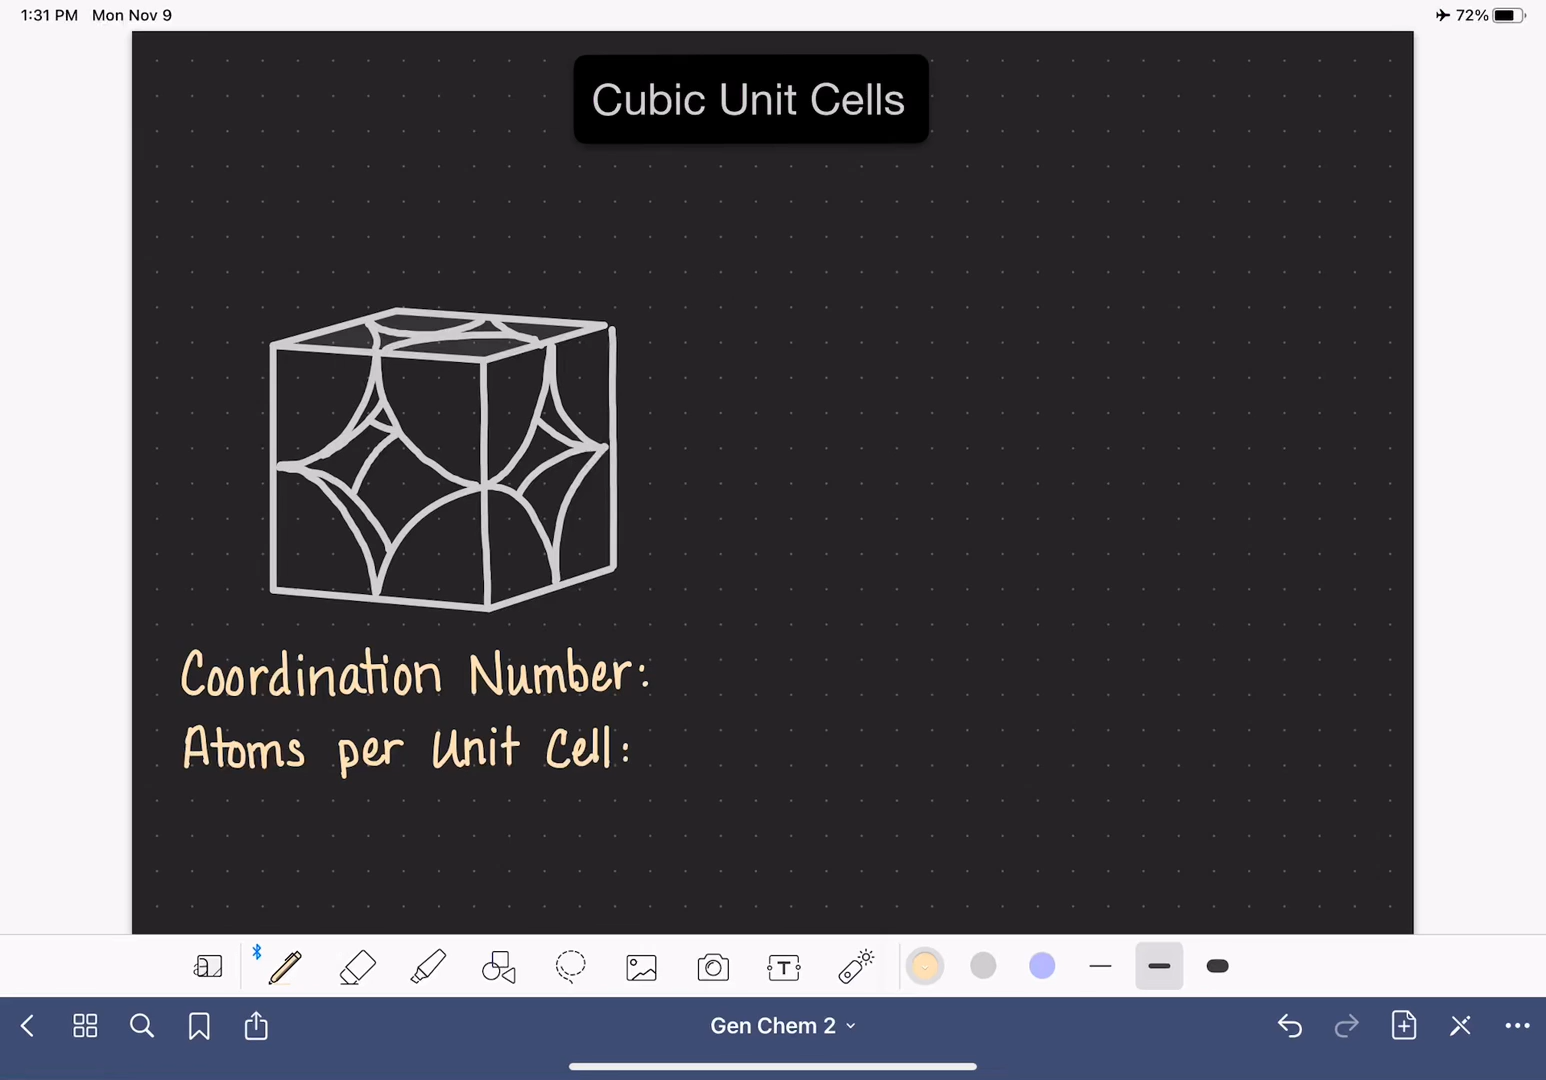 1:31 PM Mon Nov 9
72%
Cubic Unit Cells
Coordination Number:
Atoms per Unit Cell:
T
Gen Chem 2